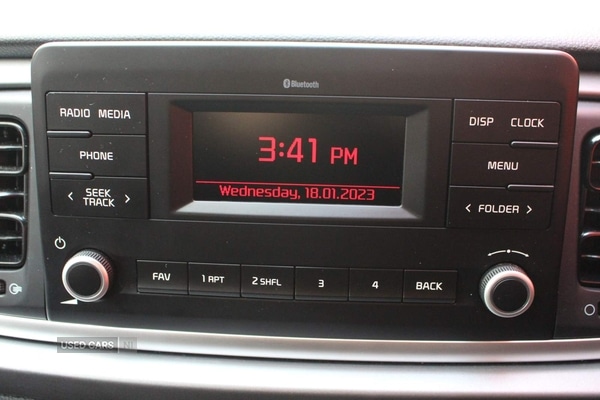 Bluetooth
RADIO MEDIA
PHONE
< SEEK TRACK >
3:41 PM
Wednesday, 18.01.2023
DISP CLOCK
MENU
< FOLDER >
FAV 1 RPT 2 SHFL 3 4 BACK
USED CARS NI